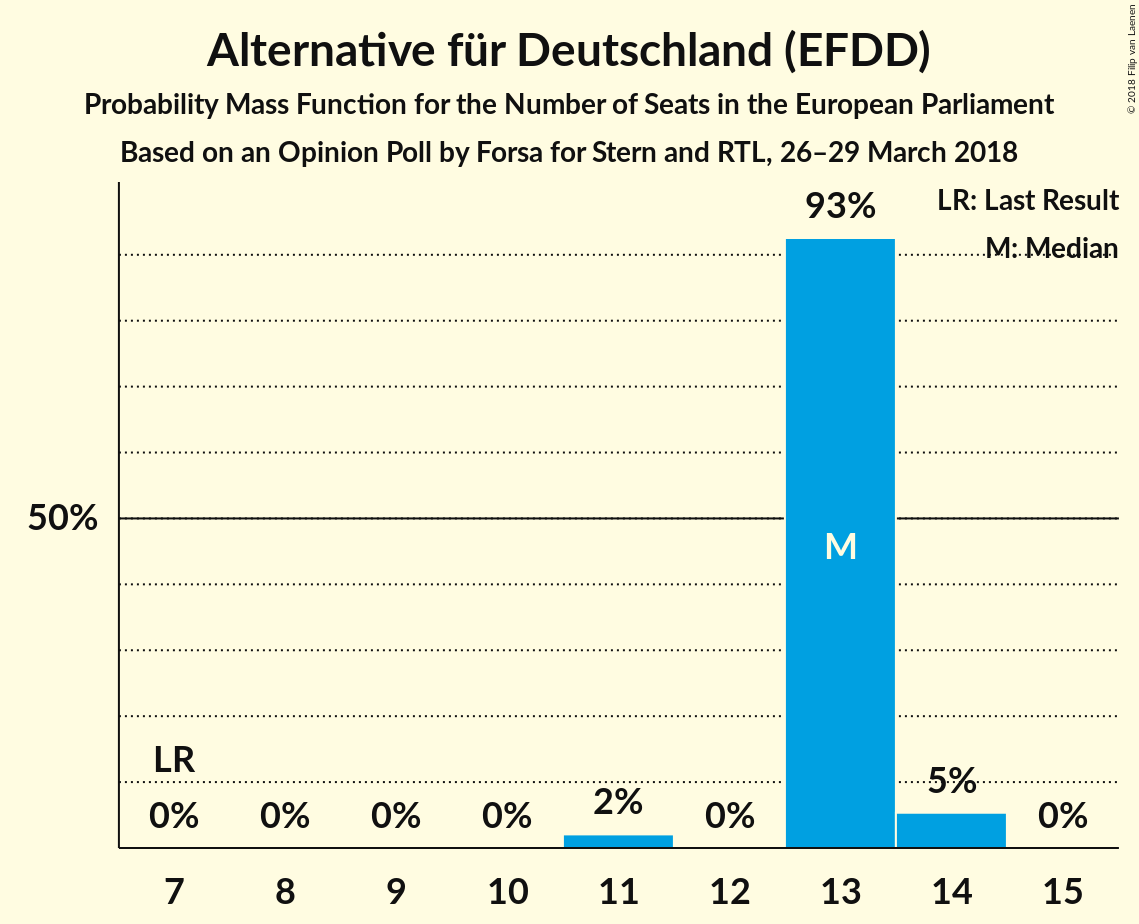 Alternative für Deutschland (EFDD)
Probability Mass Function for the Number of Seats in the European Parliament
Based on an Opinion Poll by Forsa for Stern and RTL, 26–29 March 2018
© 2018 Filip van Laenen
LR: Last Result
M: Median
93%
50%
M
LR
0% 0% 0% 0% 2% 0% 5% 0%
7 8 9 10 11 12 13 14 15